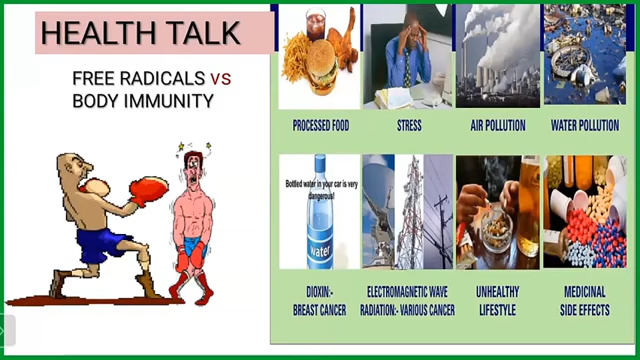 HEALTH TALK
FREE RADICALS vs
BODY IMMUNITY
PROCESSED FOOD
STRESS
AIR POLLUTION
WATER POLLUTION
Bottled water in your car is very
dangerous!
water
DIOXIN:-
BREAST CANCER
ELECTROMAGNETIC WAVE
RADIATION:- VARIOUS CANCER
UNHEALTHY
LIFESTYLE
MEDICINAL
SIDE EFFECTS